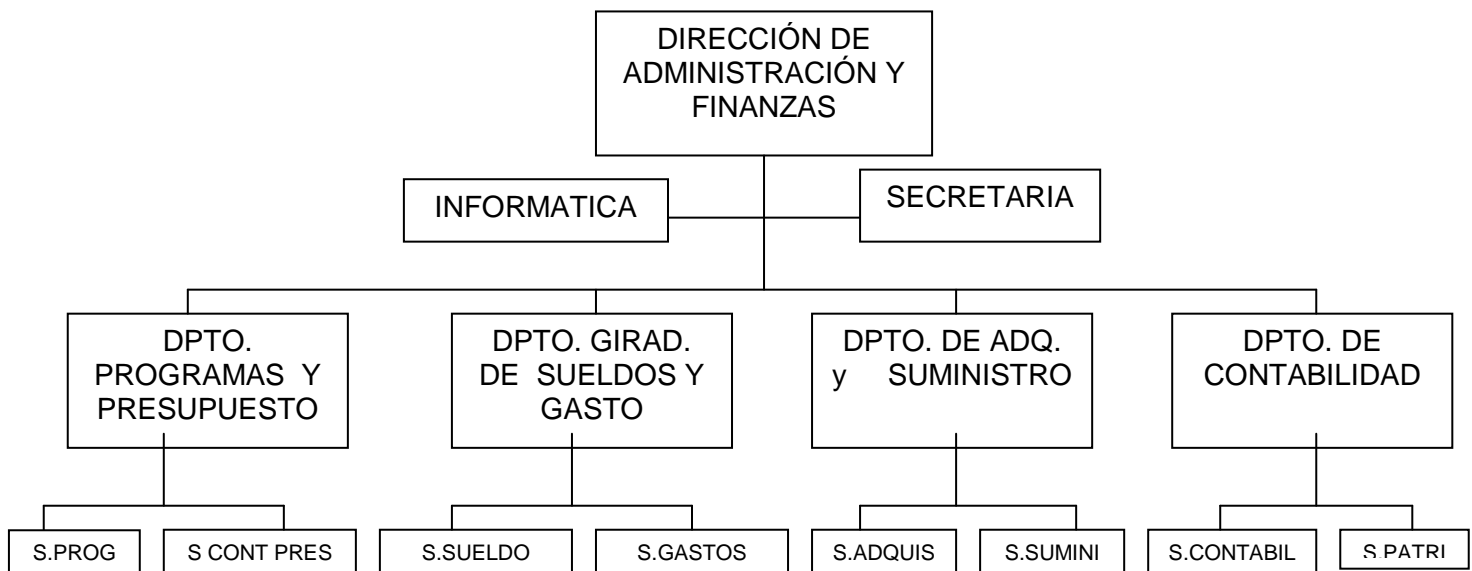 DIRECCIÓN DE
ADMINISTRACIÓN Y
FINANZAS
INFORMATICA
SECRETARIA
DPTO.
PROGRAMAS Y
PRESUPUESTO
DPTO. GIRAD.
DE SUELDOS Y
GASTO
DPTO. DE ADQ.
y SUMINISTRO
DPTO. DE
CONTABILIDAD
S.PROG
S CONT PRES
S.SUELDO
S.GASTOS
S.ADQUIS
S.SUMINI
S.CONTABIL
S.PATRI